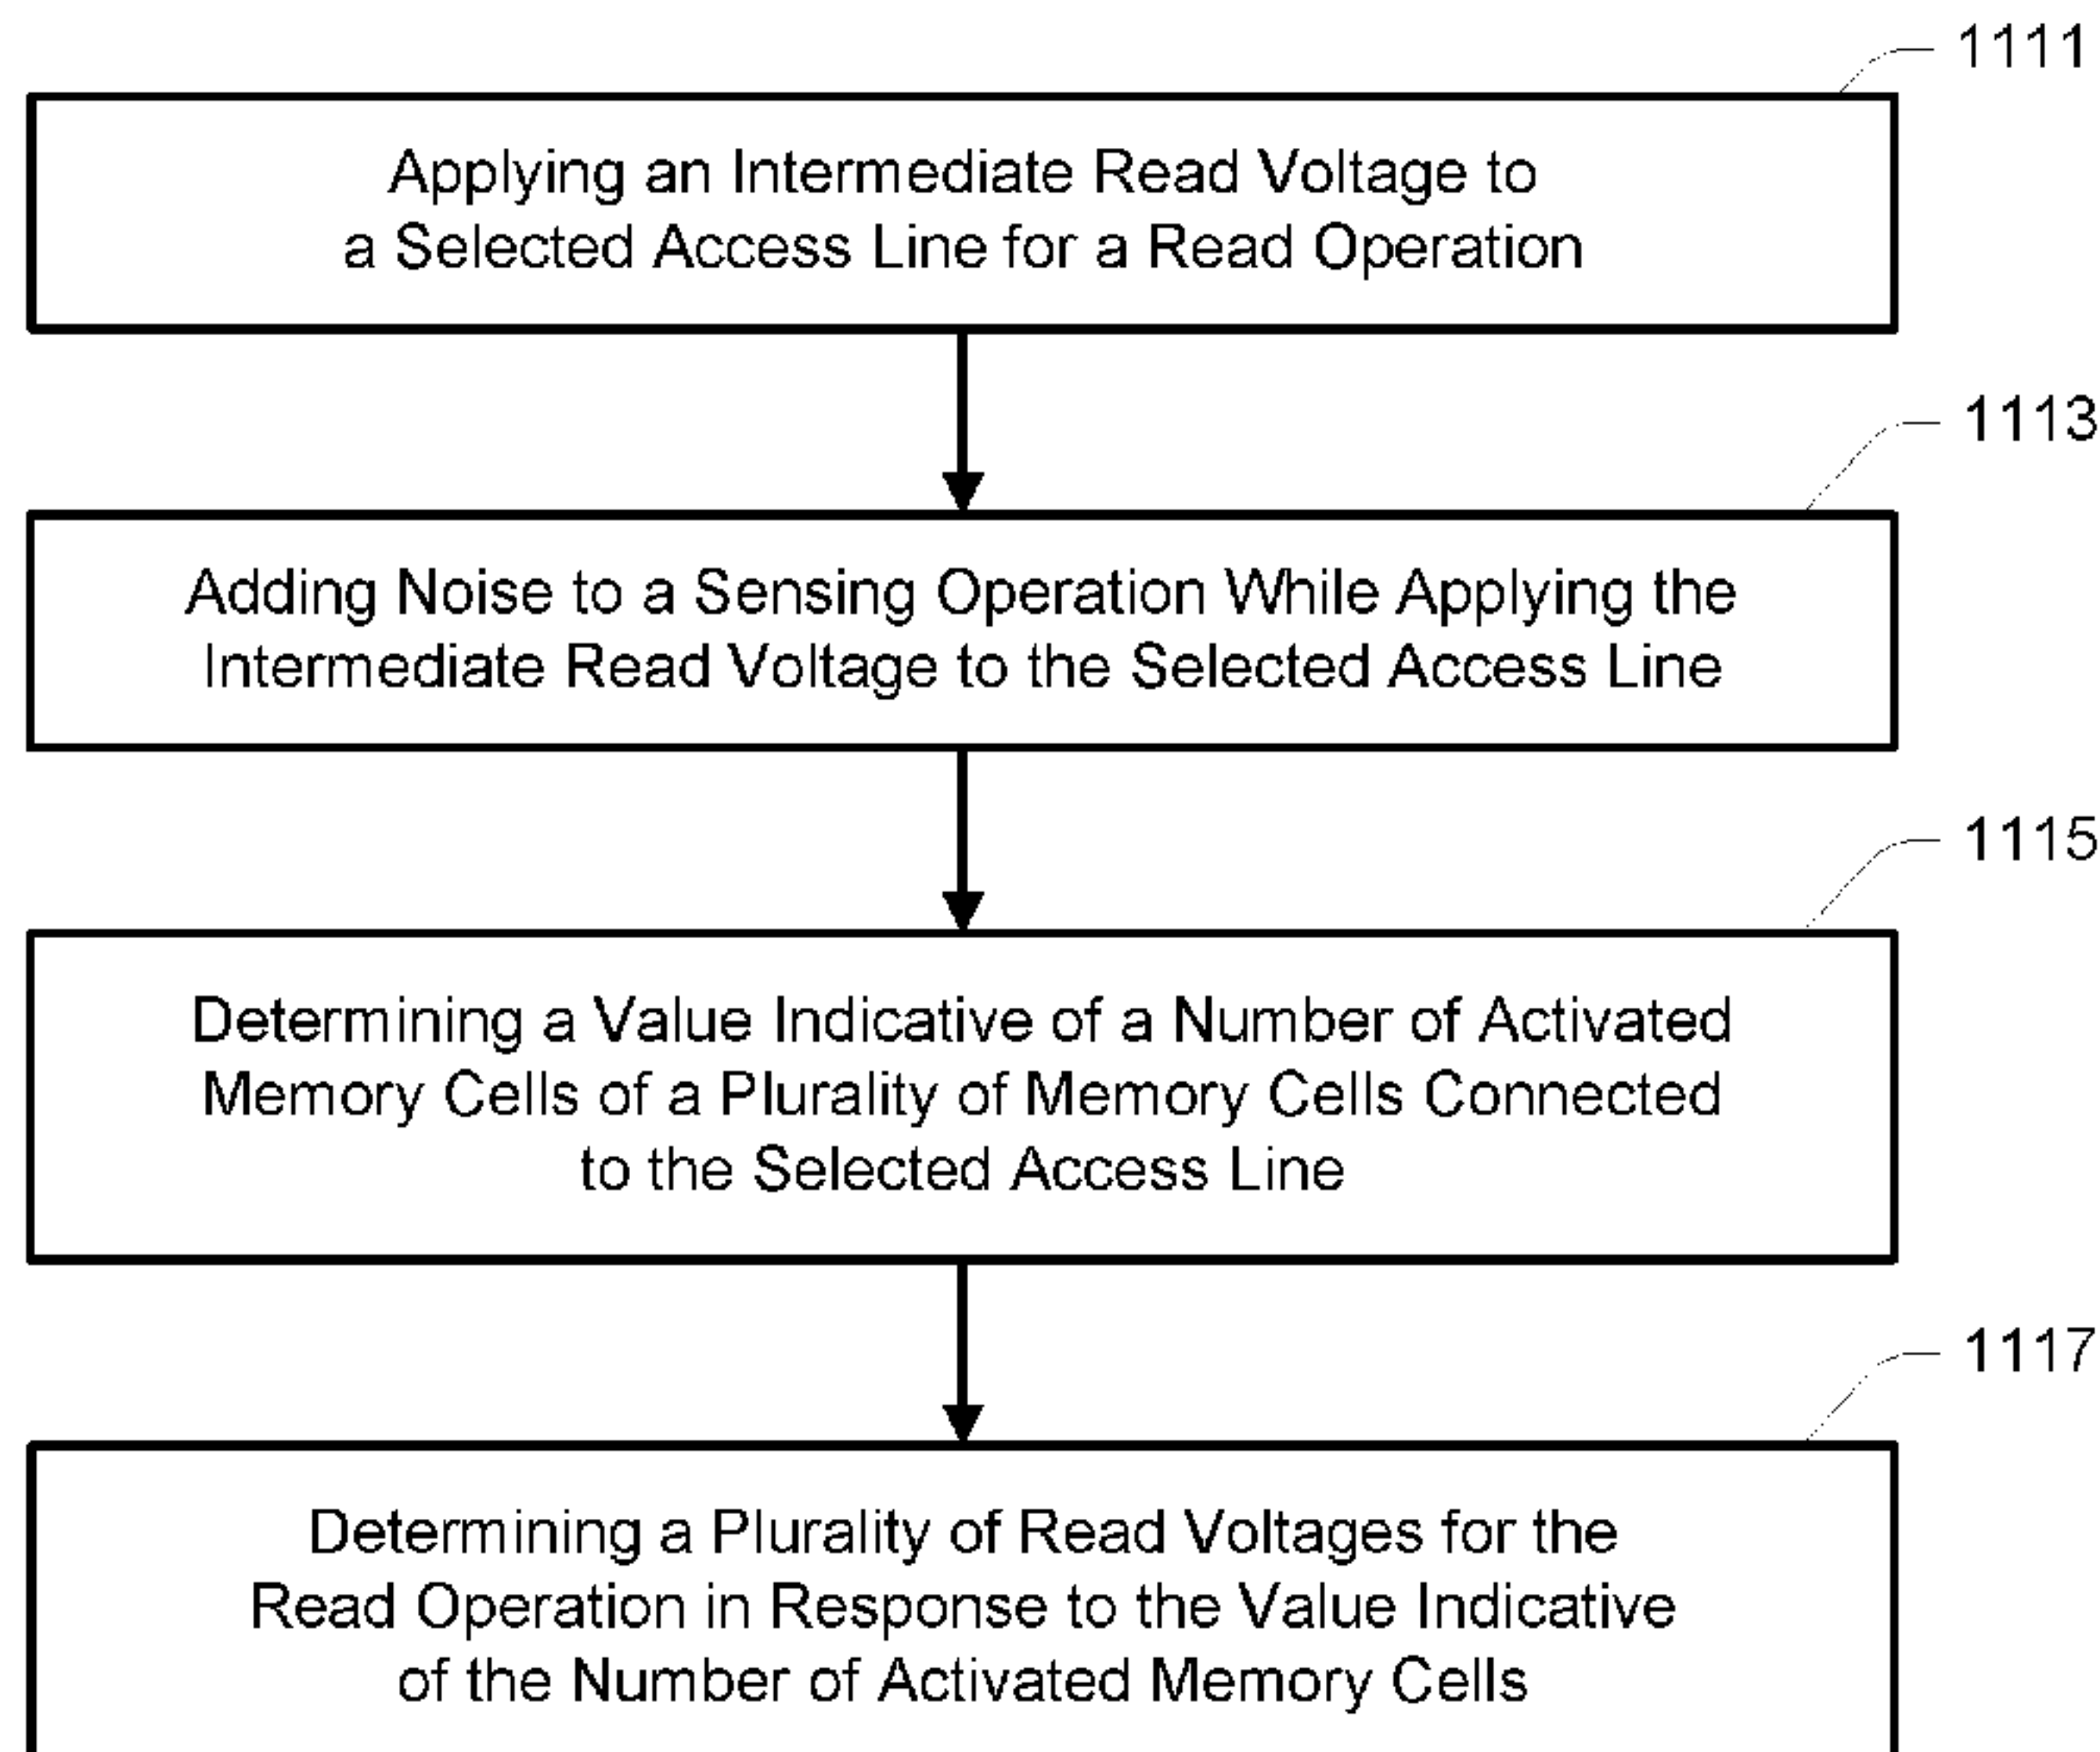 1111
Applying an Intermediate Read Voltage to
a Selected Access Line for a Read Operation
1113
Adding Noise to a Sensing Operation While Applying the
Intermediate Read Voltage to the Selected Access Line
1115
Determining a Value Indicative of a Number of Activated
Memory Cells of a Plurality of Memory Cells Connected
to the Selected Access Line
1117
Determining a Plurality of Read Voltages for the
Read Operation in Response to the Value Indicative
of the Number of Activated Memory Cells